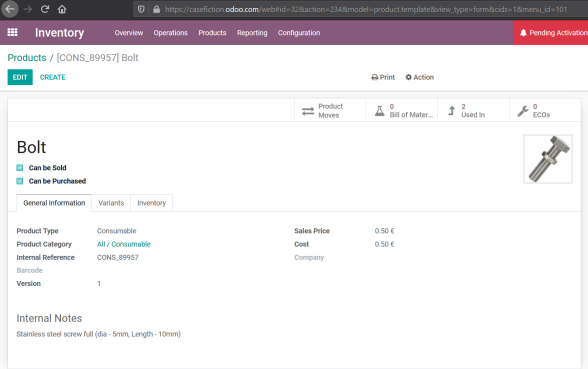 https://casefiction.odoo.com/web#id=32&action=234&model=product.template&view_type=form&cids=1&menu_id=101
Inventory Overview Operations Products Reporting Configuration Pending Activation
Products / [CONS_89957] Bolt
EDIT CREATE Print Action
Product Moves
0 Bill of Mater...
2 Used in
0 ECOs
Bolt
Can be Sold
Can be Purchased
General Information Variants Inventory
Product Type Consumable Sales Price 0.50 €
Product Category All / Consumable Cost 0.50 €
Internal Reference CONS_89957 Company
Barcode
Version 1
Internal Notes
Stainless steel screw full (dia - 5mm, Length - 10mm)